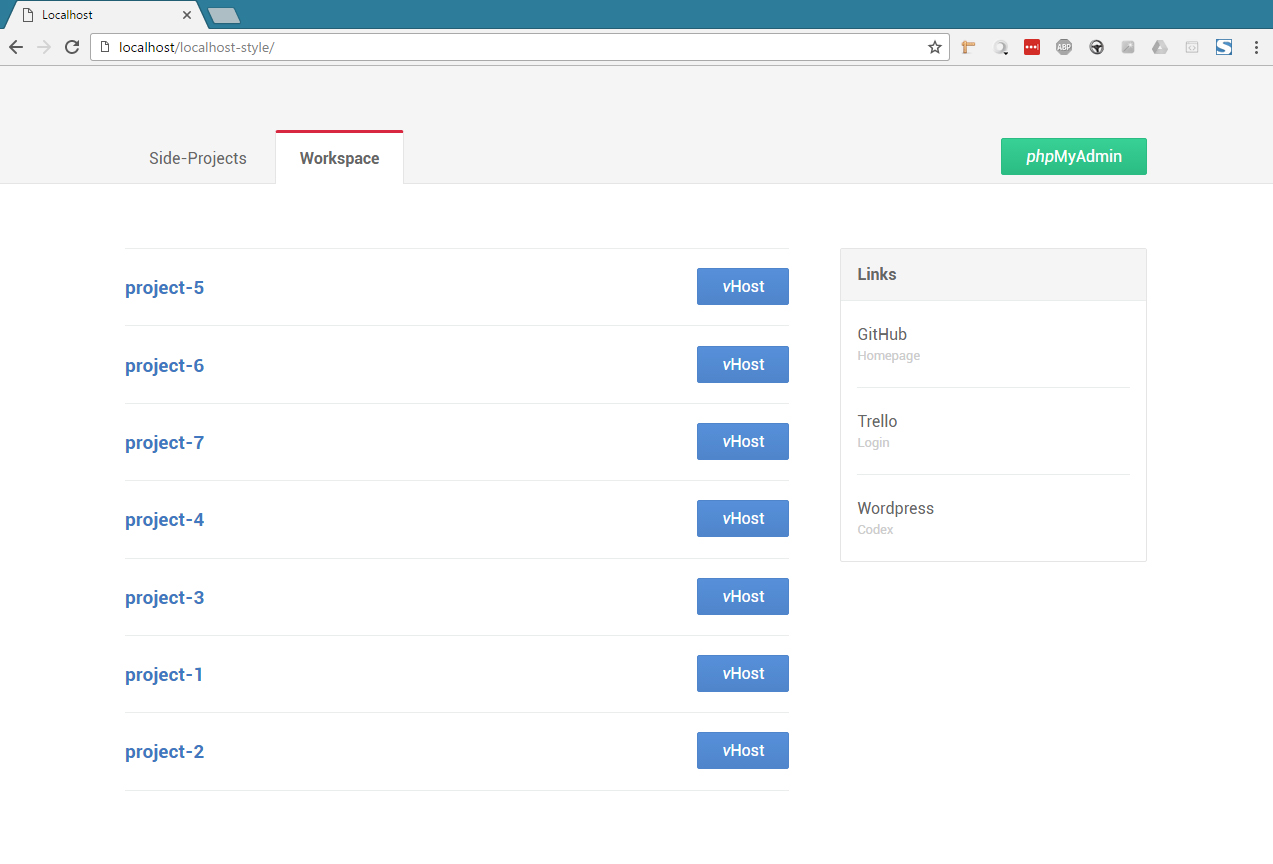 Localhost
localhost/localhost-style/
ABP
Side-Projects
Workspace
phpMyAdmin
project-5
vHost
project-6
vHost
project-7
vHost
project-4
vHost
project-3
vHost
project-1
vHost
project-2
vHost
Links
GitHub
Homepage
Trello
Login
Wordpress
Codex